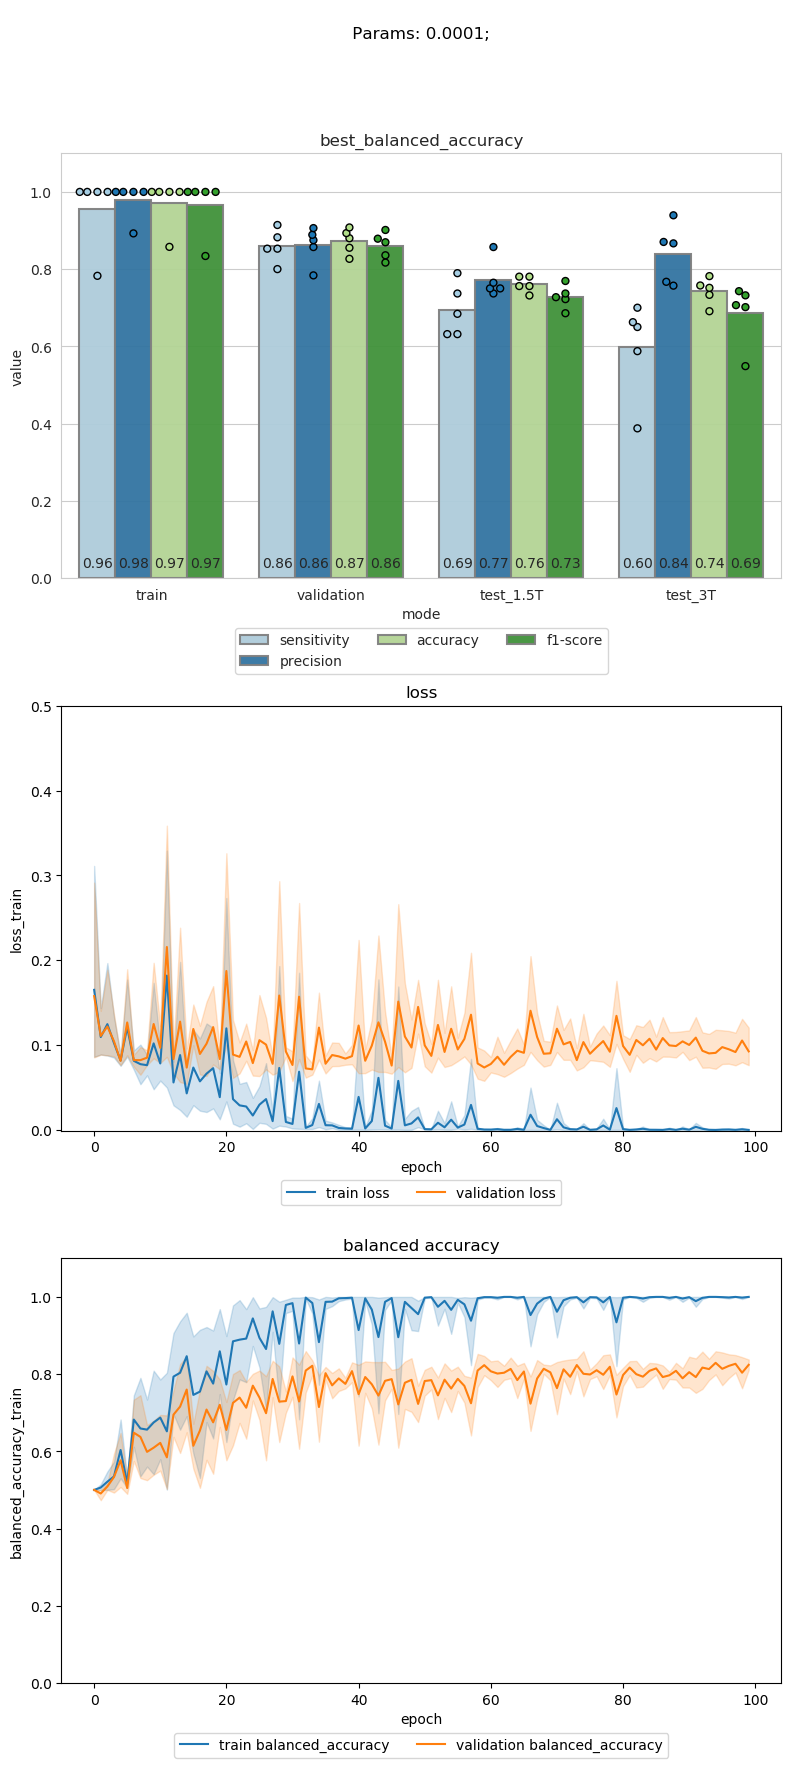 Params: 0.0001;
best_balanced_accuracy
value
1.0
0.8
0.6
0.4
0.2
0.0
0.96 0.98 0.97 0.97 0.86 0.86 0.87 0.86 0.69 0.77 0.76 0.73 0.60 0.84 0.74 0.69
train validation test_1.5T test_3T
mode
sensitivity accuracy f1-score
precision
loss
loss_train
0.5
0.4
0.3
0.2
0.1
0.0
0 20 40 60 80 100
epoch
train loss validation loss
balanced accuracy
balanced_accuracy_train
1.0
0.8
0.6
0.4
0.2
0.0
0 20 40 60 80 100
epoch
train balanced_accuracy validation balanced_accuracy